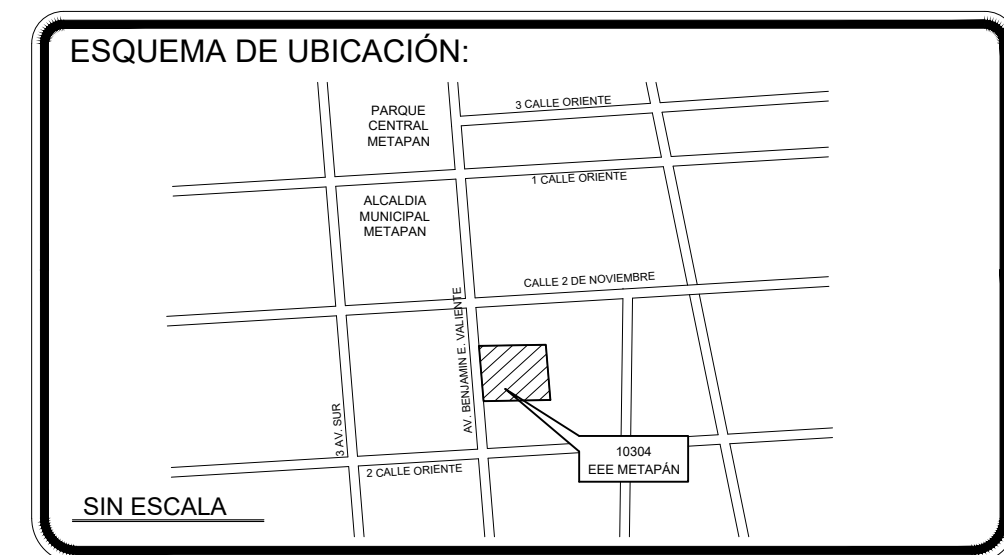 ESQUEMA DE UBICACIÓN:
PARQUE
CENTRAL
METAPAN
3 CALLE ORIENTE
1 CALLE ORIENTE
ALCALDIA
MUNICIPAL
METAPAN
CALLE 2 DE NOVIEMBRE
AV. BENJAMIN E. VALIENTE
3 AV. SUR
2 CALLE ORIENTE
10304
EEE METAPÁN
SIN ESCALA